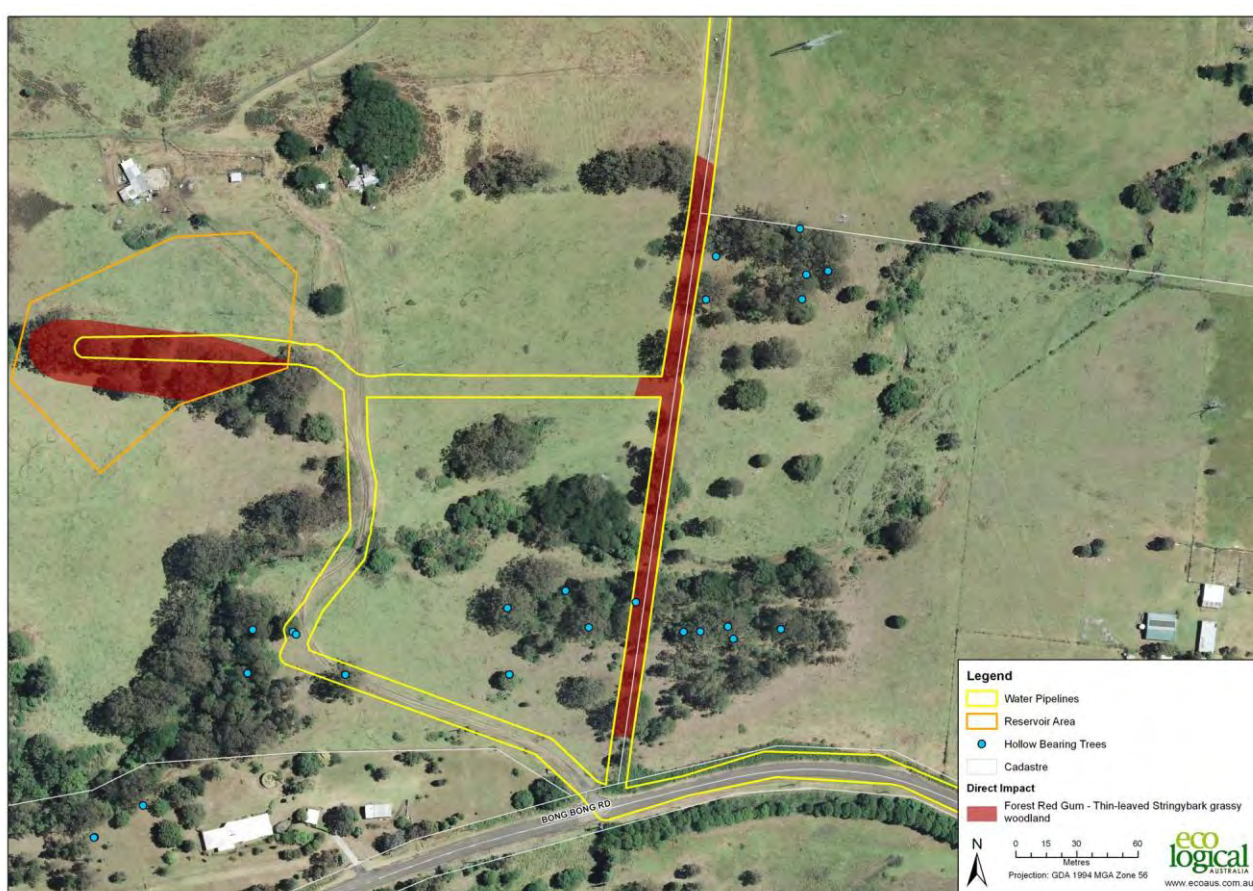 BONG BONG RD
Legend
Water Pipelines
Reservoir Area
Hollow Bearing Trees
Cadastre
Direct Impact
Forest Red Gum - Thin-leaved Stringybark grassy
woodland
N
0 15 30 60
Metres
Projection: GDA 1994 MGA Zone 56
eco
logical
AUSTRALIA
www.ecoaus.com.au